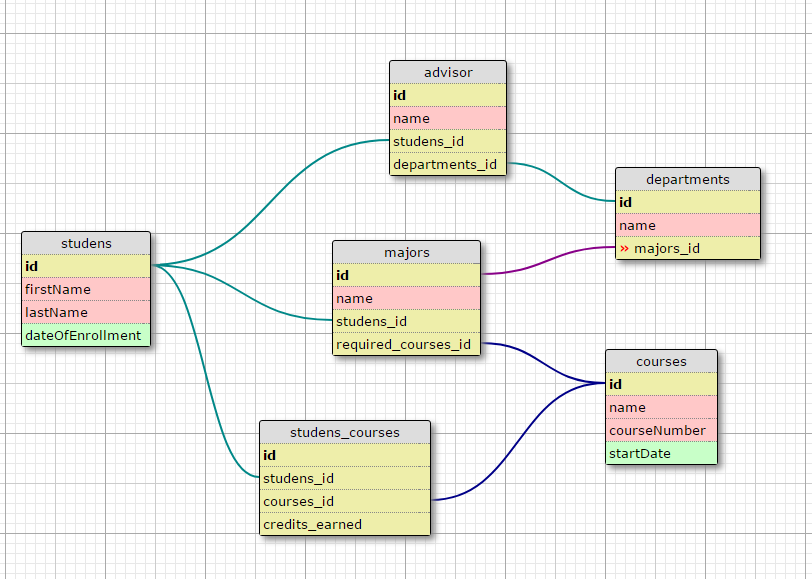 advisor
id
name
studens_id
departments_id
departments
id
name
» majors_id
studens
id
firstName
lastName
dateOfEnrollment
majors
id
name
studens_id
required_courses_id
courses
id
name
courseNumber
startDate
studens_courses
id
studens_id
courses_id
credits_earned